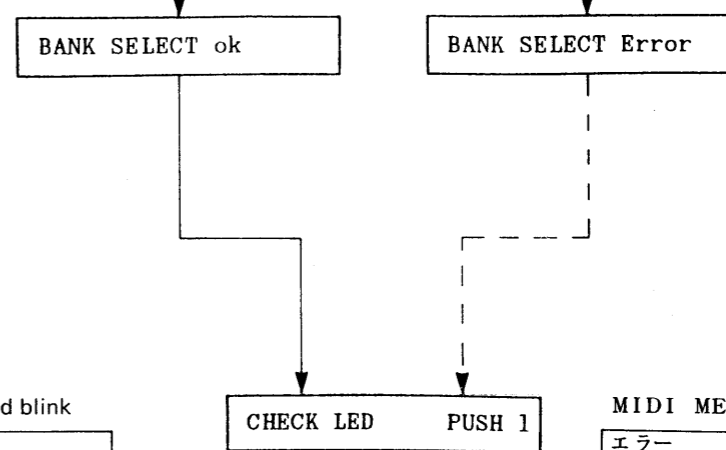 BANK SELECT ok
BANK SELECT Error
d blink
CHECK LED PUSH 1
MIDI ME
エラー